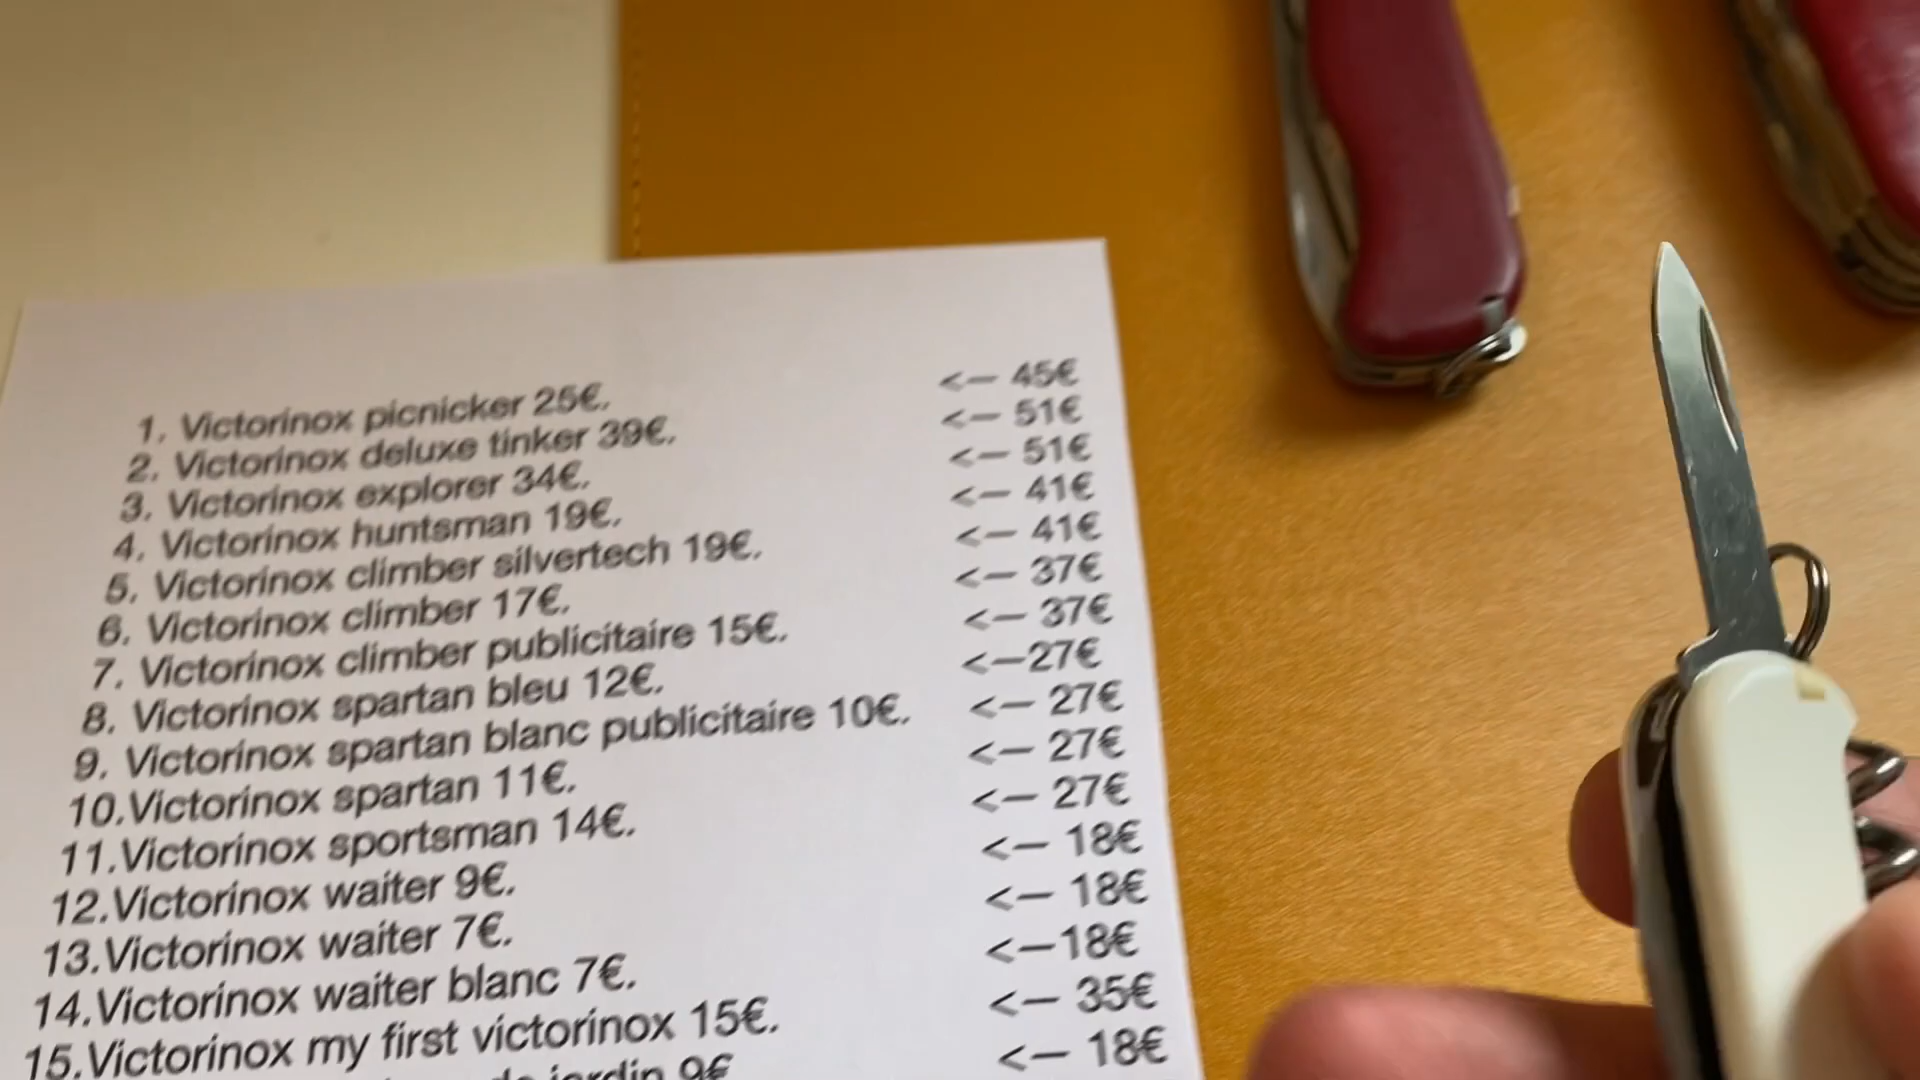 1. Victorinox picnicker 25€. <— 45€
2. Victorinox deluxe tinker 39€. <— 51€
3. Victorinox explorer 34€. <— 51€
4. Victorinox huntsman 19€. <— 41€
5. Victorinox climber silvertech 19€. <— 41€
6. Victorinox climber 17€. <— 37€
7. Victorinox climber publicitaire 15€. <— 37€
8. Victorinox spartan bleu 12€. <—27€
9. Victorinox spartan blanc publicitaire 10€. <— 27€
10.Victorinox spartan 11€. <— 27€
11.Victorinox sportsman 14€. <— 27€
12.Victorinox waiter 9€. <— 18€
13.Victorinox waiter 7€. <— 18€
14.Victorinox waiter blanc 7€. <—18€
15.Victorinox my first victorinox 15€. <— 35€
jardin 9€ <— 18€